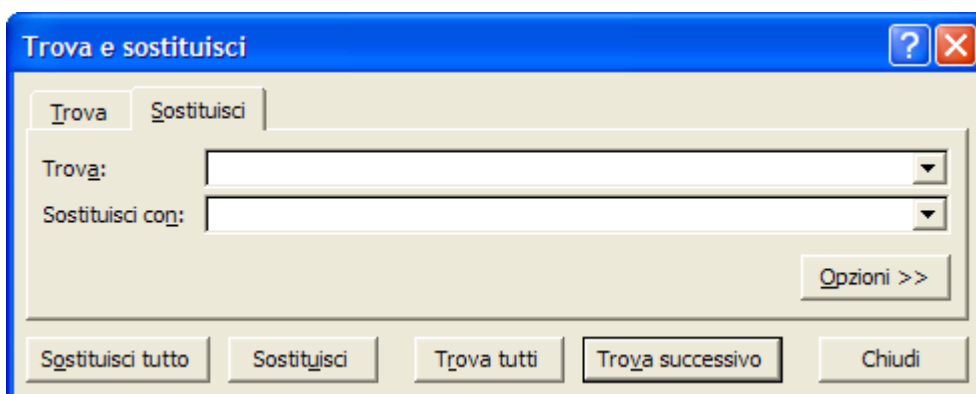 Trova e sostituisci ?
Trova Sostituisci
Trova:
Sostituisci con:
Opzioni >>
Sostituisci tutto Sostituisci Trova tutti Trova successivo Chiudi